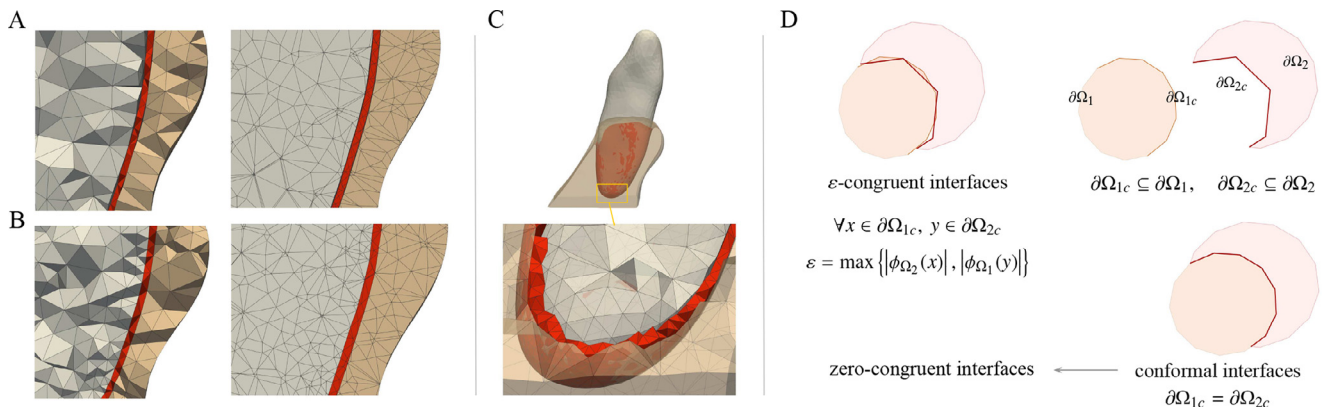 A
B
C
D
∂Ω₁
∂Ω₁c
∂Ω₂c
∂Ω₂
ε-congruent interfaces
∂Ω₁c ⊆ ∂Ω₁, ∂Ω₂c ⊆ ∂Ω₂
∀x ∈ ∂Ω₁c, y ∈ ∂Ω₂c
ε = max {|ϕΩ₂(x)|, |ϕΩ₁(y)|}
zero-congruent interfaces
conformal interfaces
∂Ω₁c = ∂Ω₂c